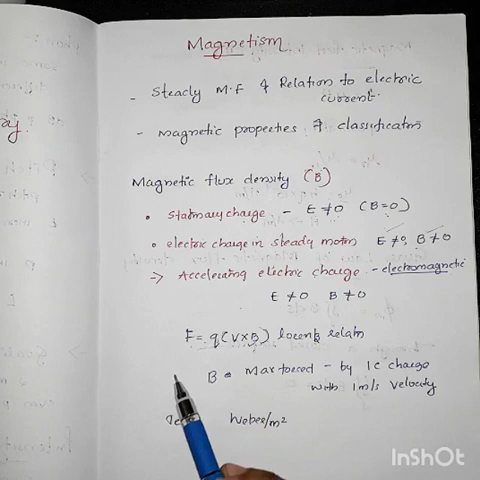 Magnetism
- Steady M.F & Relation to electric
current.
- magnetic properties & classification
Magnetic flux density (B)
• Stationary charge - E ≠ 0 (B=0)
• electric charge in steady motion E ≠ 0, B ≠ 0
→ Accelerating electric charge - electromagnetic
E ≠ 0 B ≠ 0
F = q(V×B) lorentz relatn
B = Max forced - by 1C charge
with 1m/s velocity
Weber/m²
InShOt